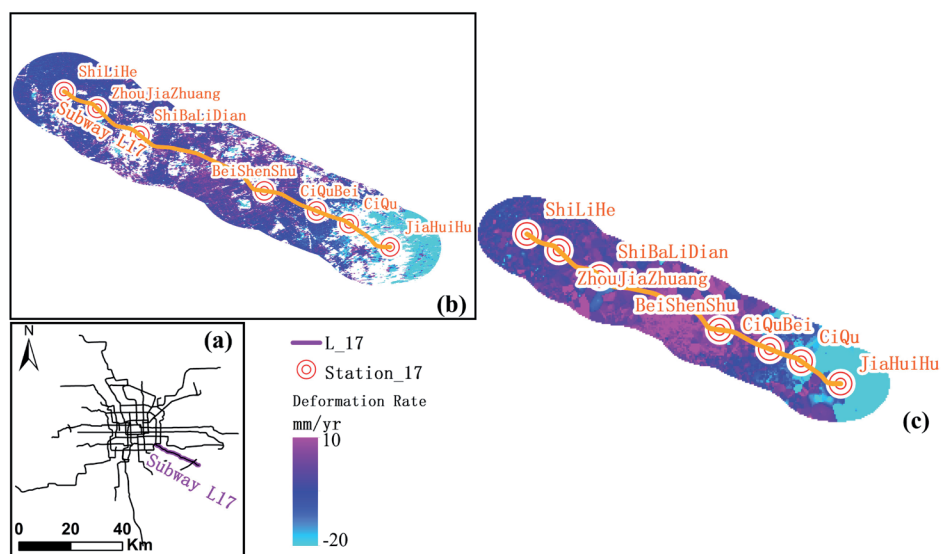 ShiLiHe
ZhouJiaZhuang
ShiBaLiDian
Subway L17
BeiShenShu
CiQuBei
CiQu
JiaHuiHu
(b)
ShiLiHe
ShiBaLiDian
ZhouJiaZhuang
BeiShenShu
CiQuBei
CiQu
JiaHuiHu
(c)
N
(a)
Subway L17
0 20 40
Km
L_17
Station_17
Deformation Rate
mm/yr
10
-20